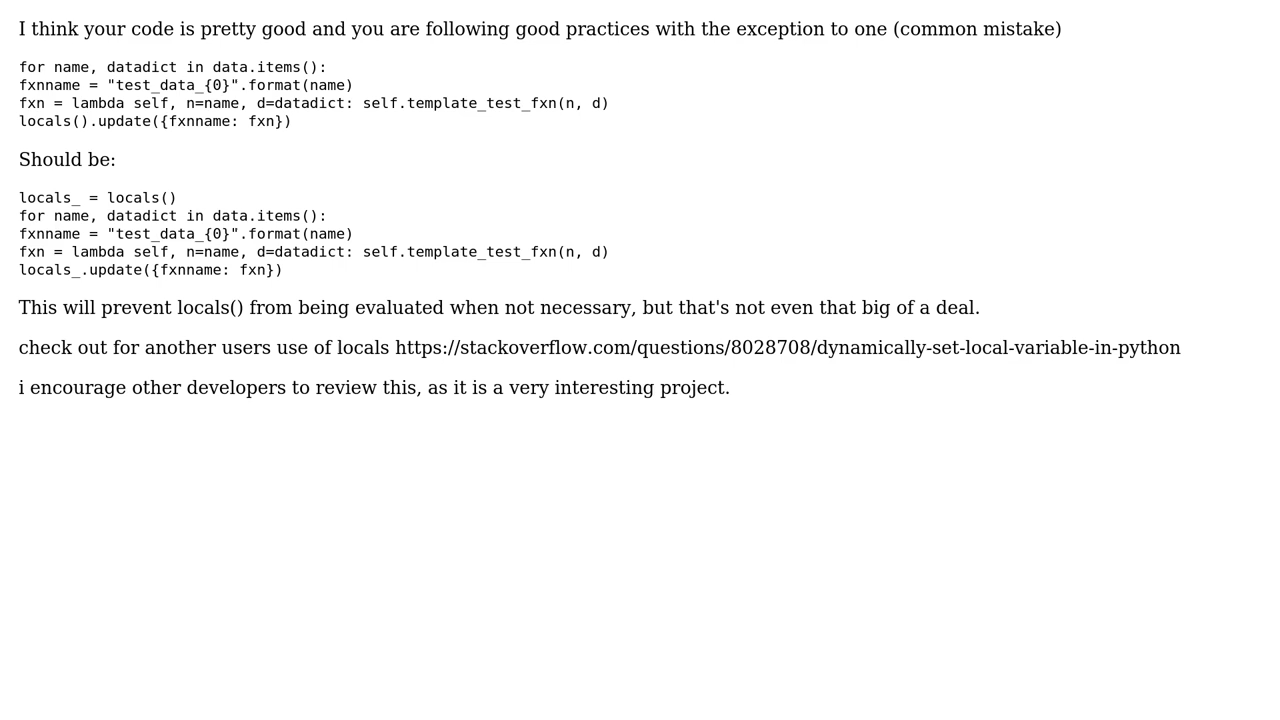 I think your code is pretty good and you are following good practices with the exception to one (common mistake)
for name, datadict in data.items():
fxnname = "test_data_{0}".format(name)
fxn = lambda self, n=name, d=datadict: self.template_test_fxn(n, d)
locals().update({fxnname: fxn})
Should be:
locals_ = locals()
for name, datadict in data.items():
fxnname = "test_data_{0}".format(name)
fxn = lambda self, n=name, d=datadict: self.template_test_fxn(n, d)
locals_.update({fxnname: fxn})
This will prevent locals() from being evaluated when not necessary, but that's not even that big of a deal.
check out for another users use of locals https://stackoverflow.com/questions/8028708/dynamically-set-local-variable-in-python
i encourage other developers to review this, as it is a very interesting project.